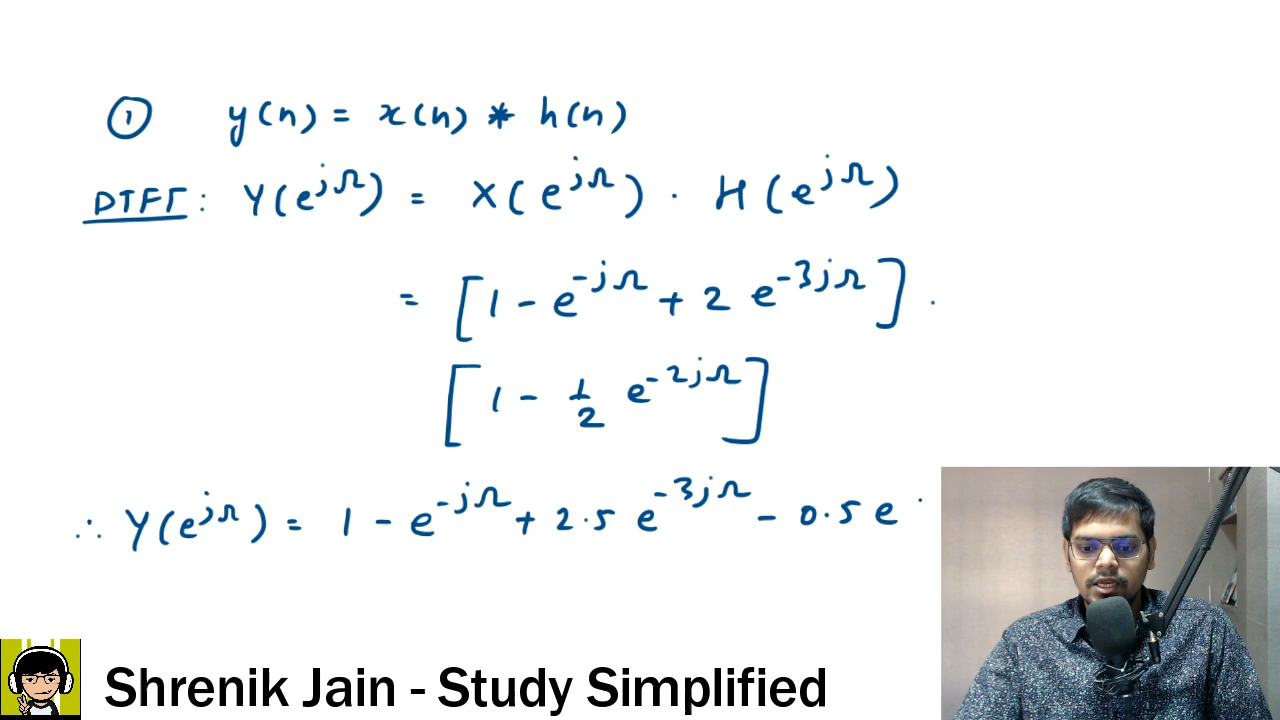 ① y(n) = x(n) * h(n)
DTFT: Y(e^{jΩ}) = X(e^{jΩ}) · H(e^{jΩ})
= [1 - e^{-jΩ} + 2 e^{-3jΩ}] ·
[1 - 1/2 e^{-2jΩ}]
∴ Y(e^{jΩ}) = 1 - e^{-jΩ} + 2.5 e^{-3jΩ} - 0.5 e
Shrenik Jain - Study Simplified